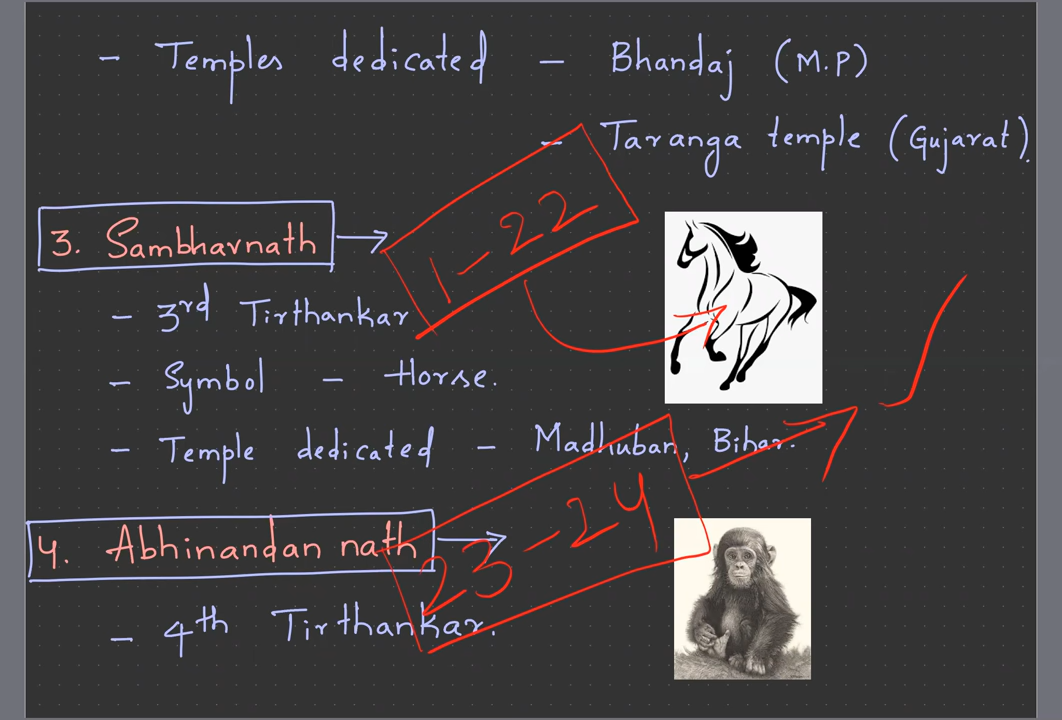 - Temples dedicated - Bhandaj (M.P)
- Taranga temple (Gujarat).
3. Sambhavnath →
1-22
- 3rd Tirthankar
- Symbol - Horse.
- Temple dedicated - Madhuban, Bihar.
23-24
4. Abhinandan nath →
- 4th Tirthankar.